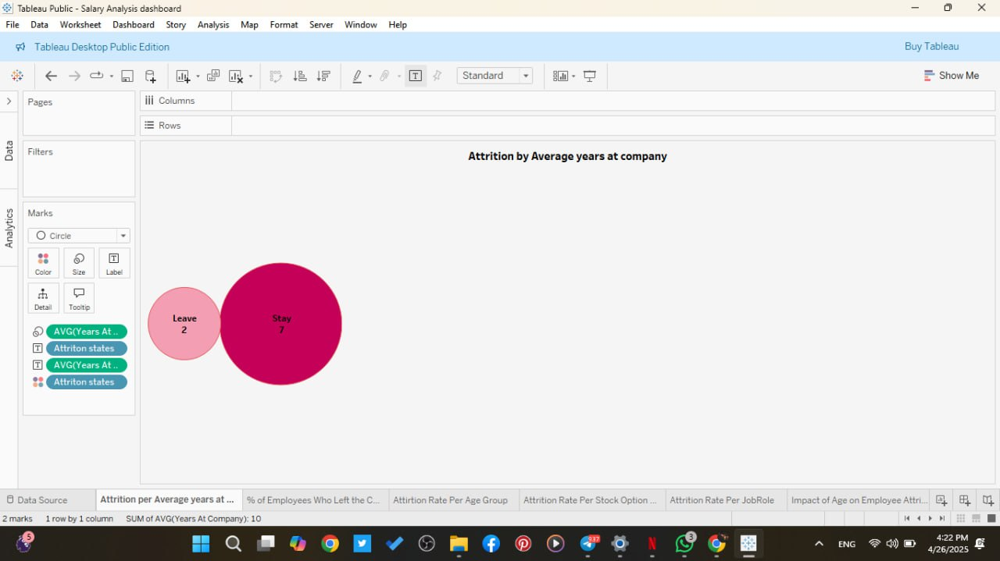 Tableau Public - Salary Analysis dashboard
File Data Worksheet Dashboard Story Analysis Map Format Server Window Help
Tableau Desktop Public Edition Buy Tableau
Standard Show Me
Pages
Columns
Rows
Filters
Data
Analytics
Attrition by Average years at company
Marks
Circle
Color Size Label
Detail Tooltip
AVG(Years At ..
Attriton states
AVG(Years At ..
Attriton states
Leave
2
Stay
7
Data Source Attrition per Average years at ... % of Employees Who Left the C... Attirtion Rate Per Age Group Attrition Rate Per Stock Option ... Attrition Rate Per JobRole Impact of Age on Employee Attri...
2 marks 1 row by 1 column SUM of AVG(Years At Company): 10
5 937 N 3 ENG 4:22 PM
4/26/2025